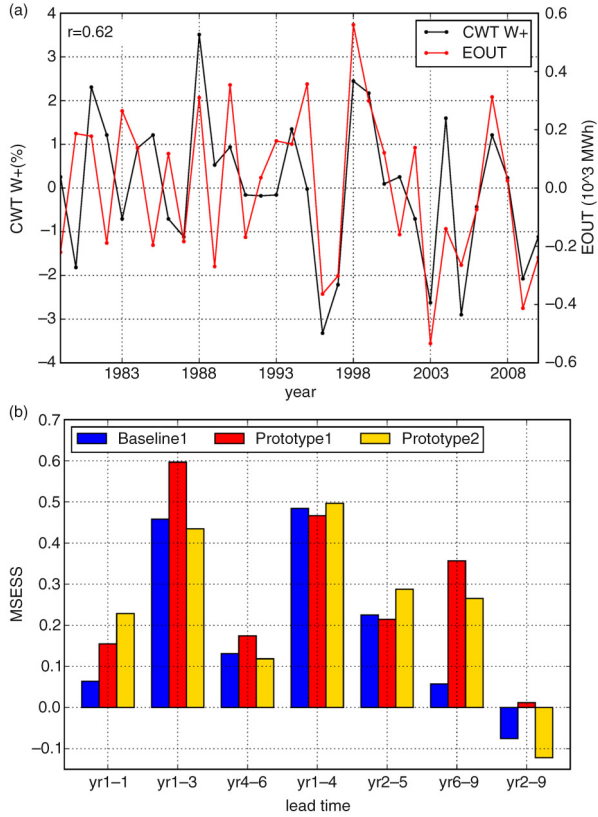 (a)
r=0.62
CWT W+
EOUT
4
3
2
1
0
−1
−2
−3
−4
CWT W+(%)
0.6
0.4
0.2
0.0
−0.2
−0.4
−0.6
EOUT (10^3 MWh)
1983 1988 1993 1998 2003 2008
year
(b)
Baseline1 Prototype1 Prototype2
0.7
0.6
0.5
0.4
0.3
0.2
0.1
0.0
−0.1
MSESS
yr1–1 yr1–3 yr4–6 yr1–4 yr2–5 yr6–9 yr2–9
lead time